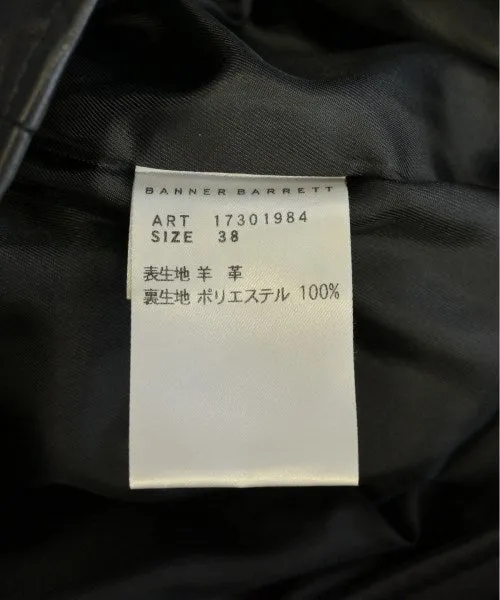 BANNER BARRETT
ART 17301984
SIZE 38
表生地 羊 革
裏生地 ポリエステル 100%